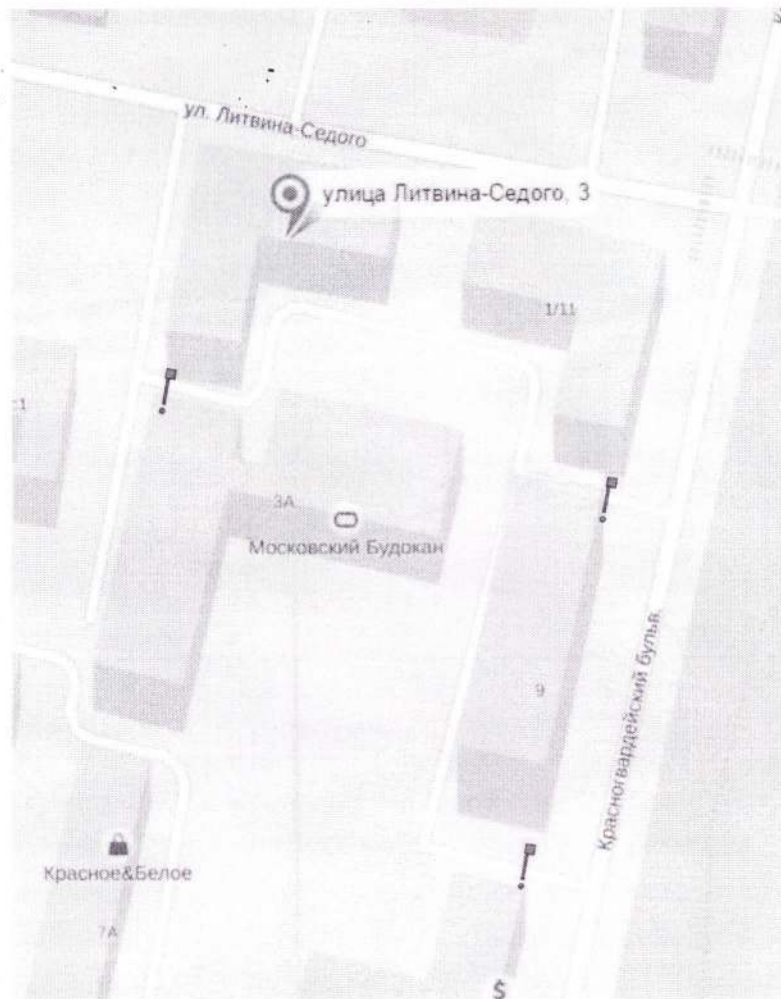 ул. Литвина-Седого
улица Литвина-Седого, 3
1/11
3А
Московский Будокан
9
Красногвардейский бульв.
Красное&Белое
7А
$